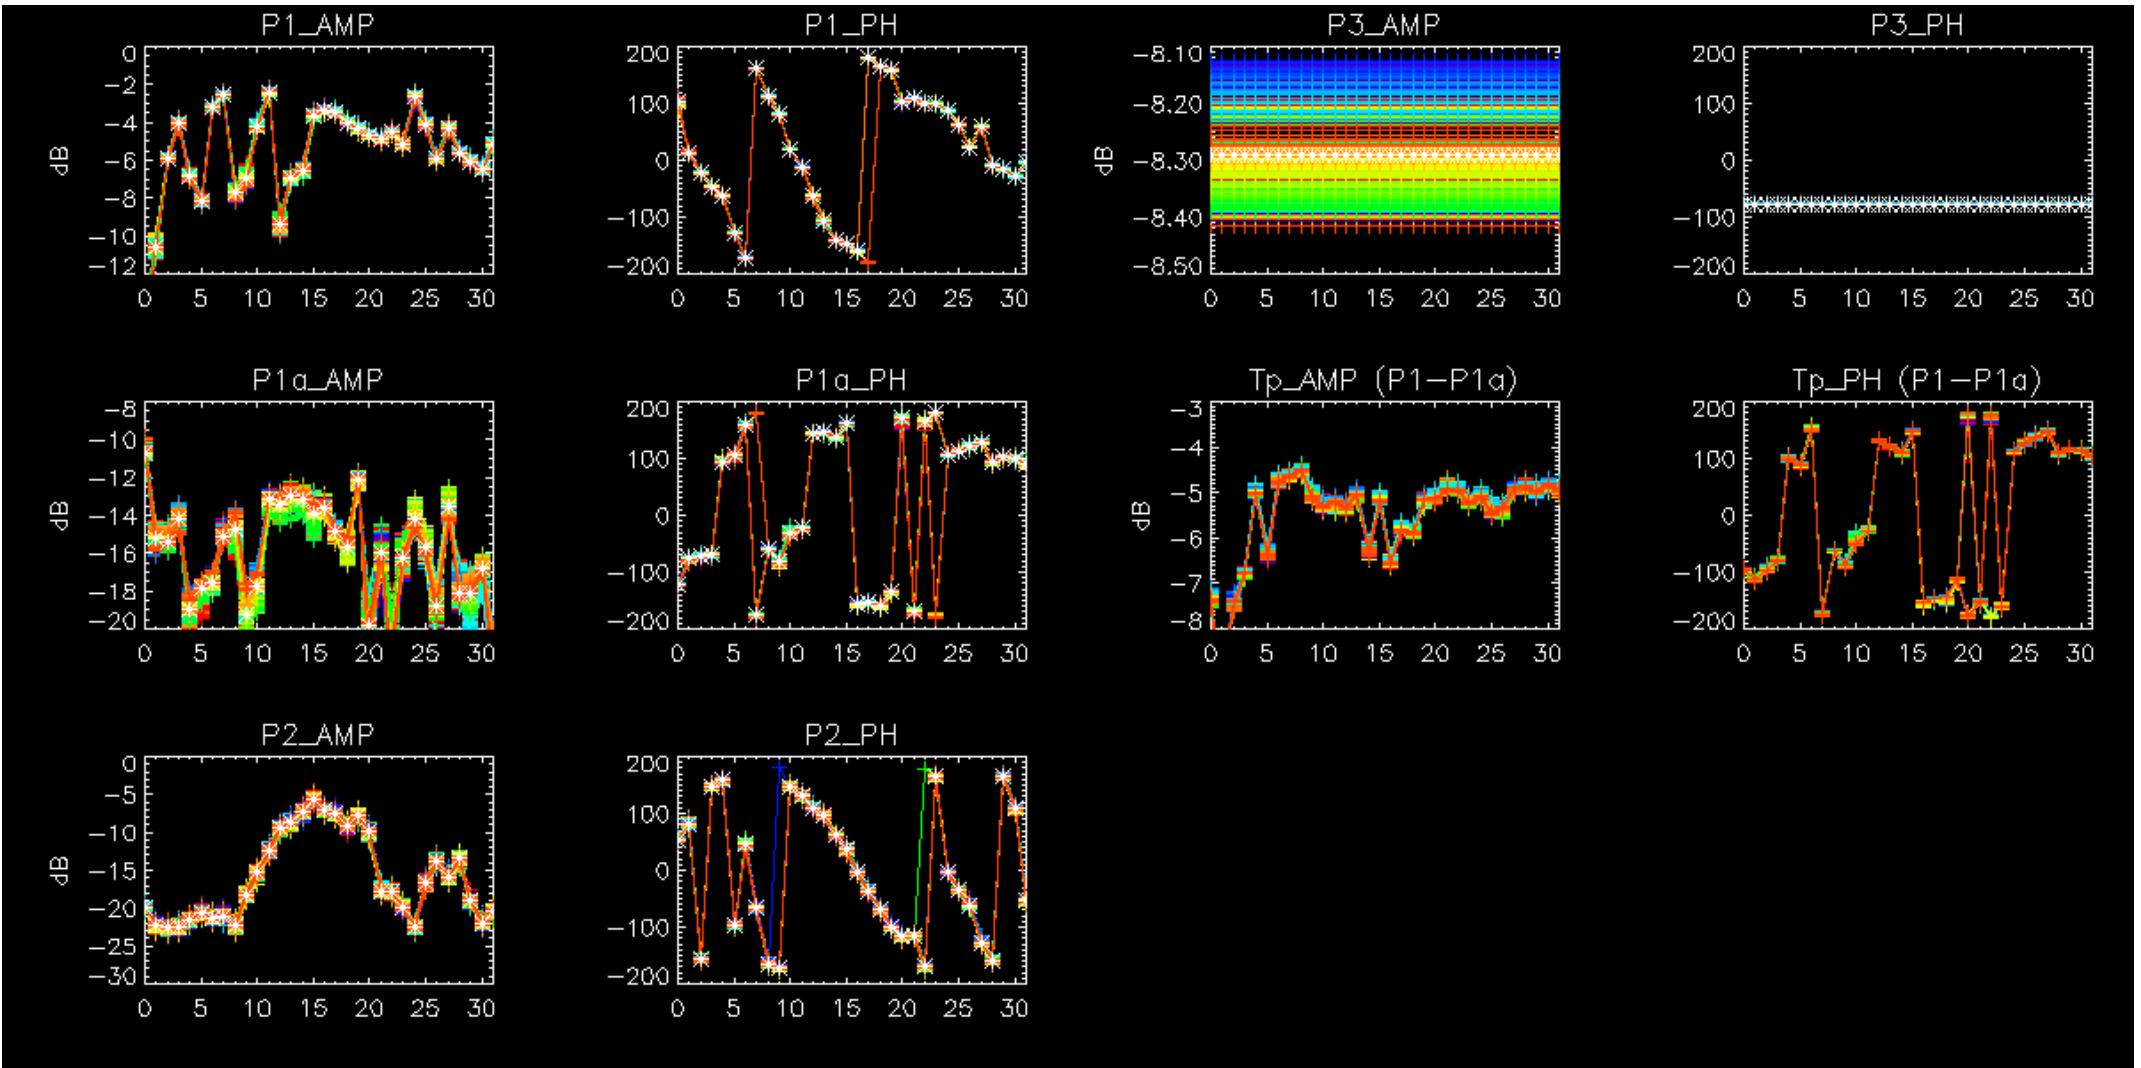 P1_AMP P1_PH P3_AMP P3_PH
0 200 -8.10 200
-2
-4 100 -8.20 100
dB -6 0 dB -8.30 0
-8
-10 -100 -8.40 -100
-12 -200 -8.50 -200
0 5 10 15 20 25 30 0 5 10 15 20 25 30 0 5 10 15 20 25 30 0 5 10 15 20 25 30
P1a_AMP P1a_PH Tp_AMP (P1-P1a) Tp_PH (P1-P1a)
-8 200 -3 200
-10 100 -4 100
-12
dB -14 0 dB -5 0
-16 -100 -6 -100
-18 -7
-20 -200 -8 -200
0 5 10 15 20 25 30 0 5 10 15 20 25 30 0 5 10 15 20 25 30 0 5 10 15 20 25 30
P2_AMP P2_PH
0 200
-5 100
-10
dB -15 0
-20 -100
-25
-30 -200
0 5 10 15 20 25 30 0 5 10 15 20 25 30